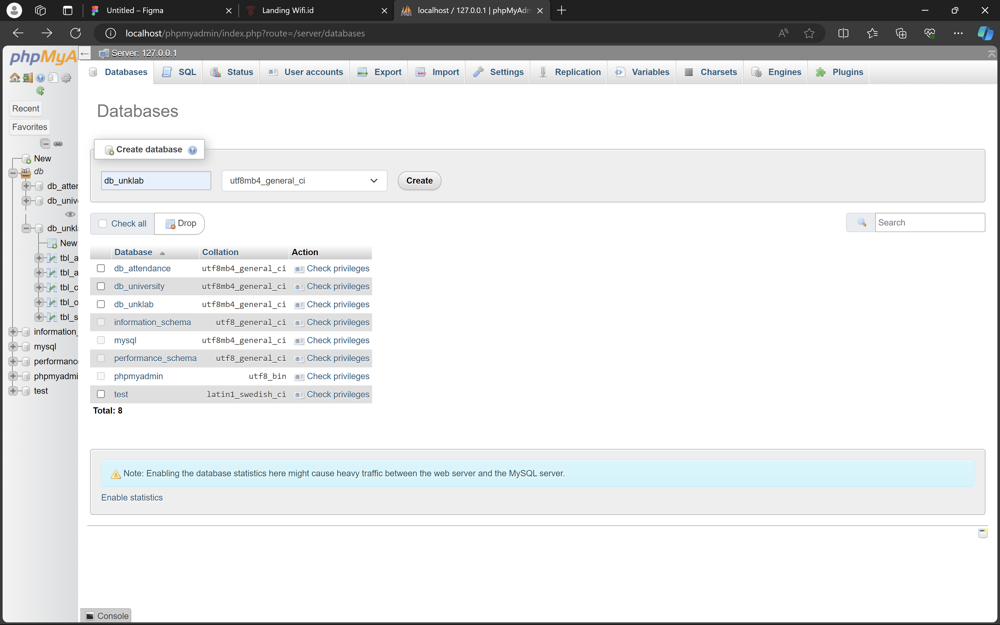 Untitled – Figma
Landing Wifi.id
localhost / 127.0.0.1 | phpMyAdm
localhost/phpmyadmin/index.php?route=/server/databases
phpMyA
Server: 127.0.0.1
Databases
SQL
Status
User accounts
Export
Import
Settings
Replication
Variables
Charsets
Engines
Plugins
Recent
Favorites
New
db
db_atten
db_unive
db_unkla
New
tbl_a
tbl_a
tbl_c
tbl_o
tbl_s
information_
mysql
performance
phpmyadmi
test
Databases
Create database
db_unklab
utf8mb4_general_ci
Create
Check all
Drop
Search
Database Collation Action
db_attendance utf8mb4_general_ci Check privileges
db_university utf8mb4_general_ci Check privileges
db_unklab utf8mb4_general_ci Check privileges
information_schema utf8_general_ci Check privileges
mysql utf8mb4_general_ci Check privileges
performance_schema utf8_general_ci Check privileges
phpmyadmin utf8_bin Check privileges
test latin1_swedish_ci Check privileges
Total: 8
Note: Enabling the database statistics here might cause heavy traffic between the web server and the MySQL server.
Enable statistics
Console